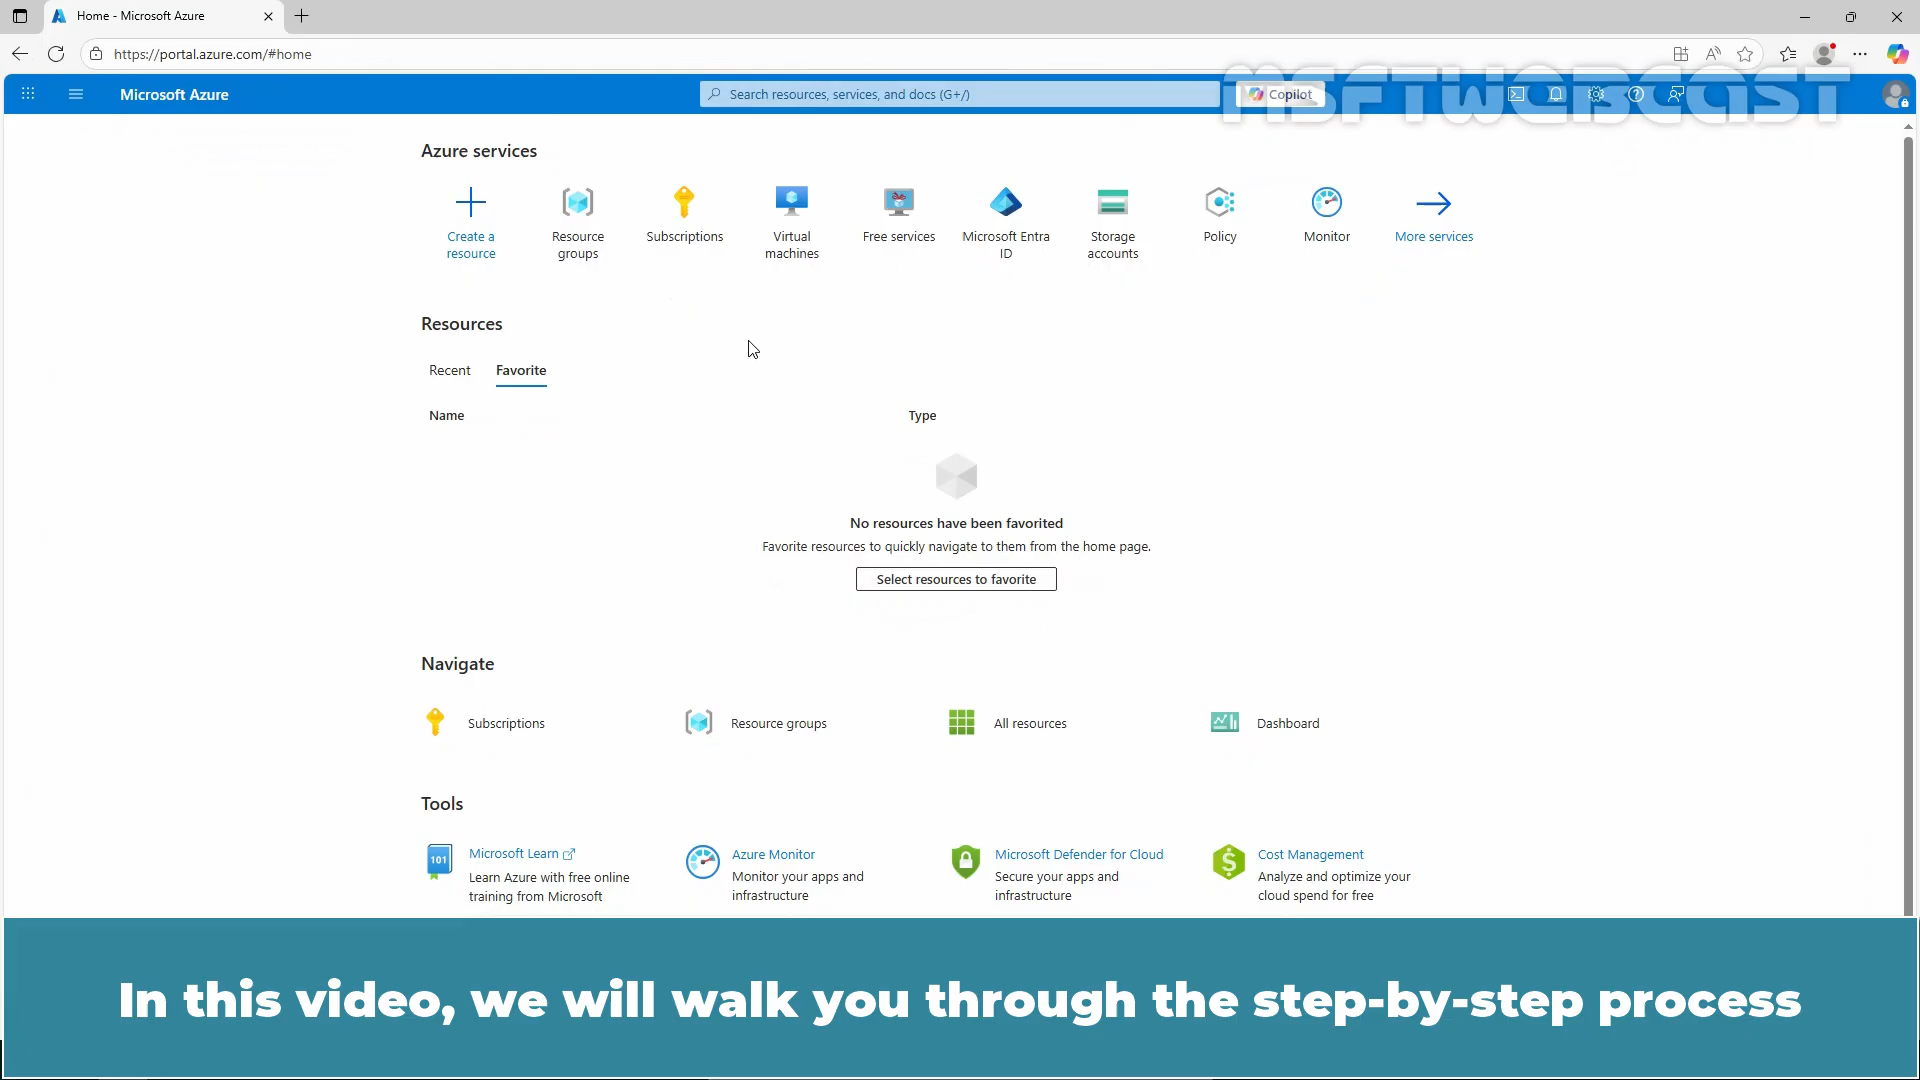 Home - Microsoft Azure
https://portal.azure.com/#home
Microsoft Azure
Search resources, services, and docs (G+/)
Copilot
MSFTWEBCAST
Azure services
Create a
resource
Resource
groups
Subscriptions
Virtual
machines
Free services
Microsoft Entra
ID
Storage
accounts
Policy
Monitor
More services
Resources
Recent
Favorite
Name
Type
No resources have been favorited
Favorite resources to quickly navigate to them from the home page.
Select resources to favorite
Navigate
Subscriptions
Resource groups
All resources
Dashboard
Tools
101
Microsoft Learn
Learn Azure with free online
training from Microsoft
Azure Monitor
Monitor your apps and
infrastructure
Microsoft Defender for Cloud
Secure your apps and
infrastructure
$
Cost Management
Analyze and optimize your
cloud spend for free
In this video, we will walk you through the step-by-step process